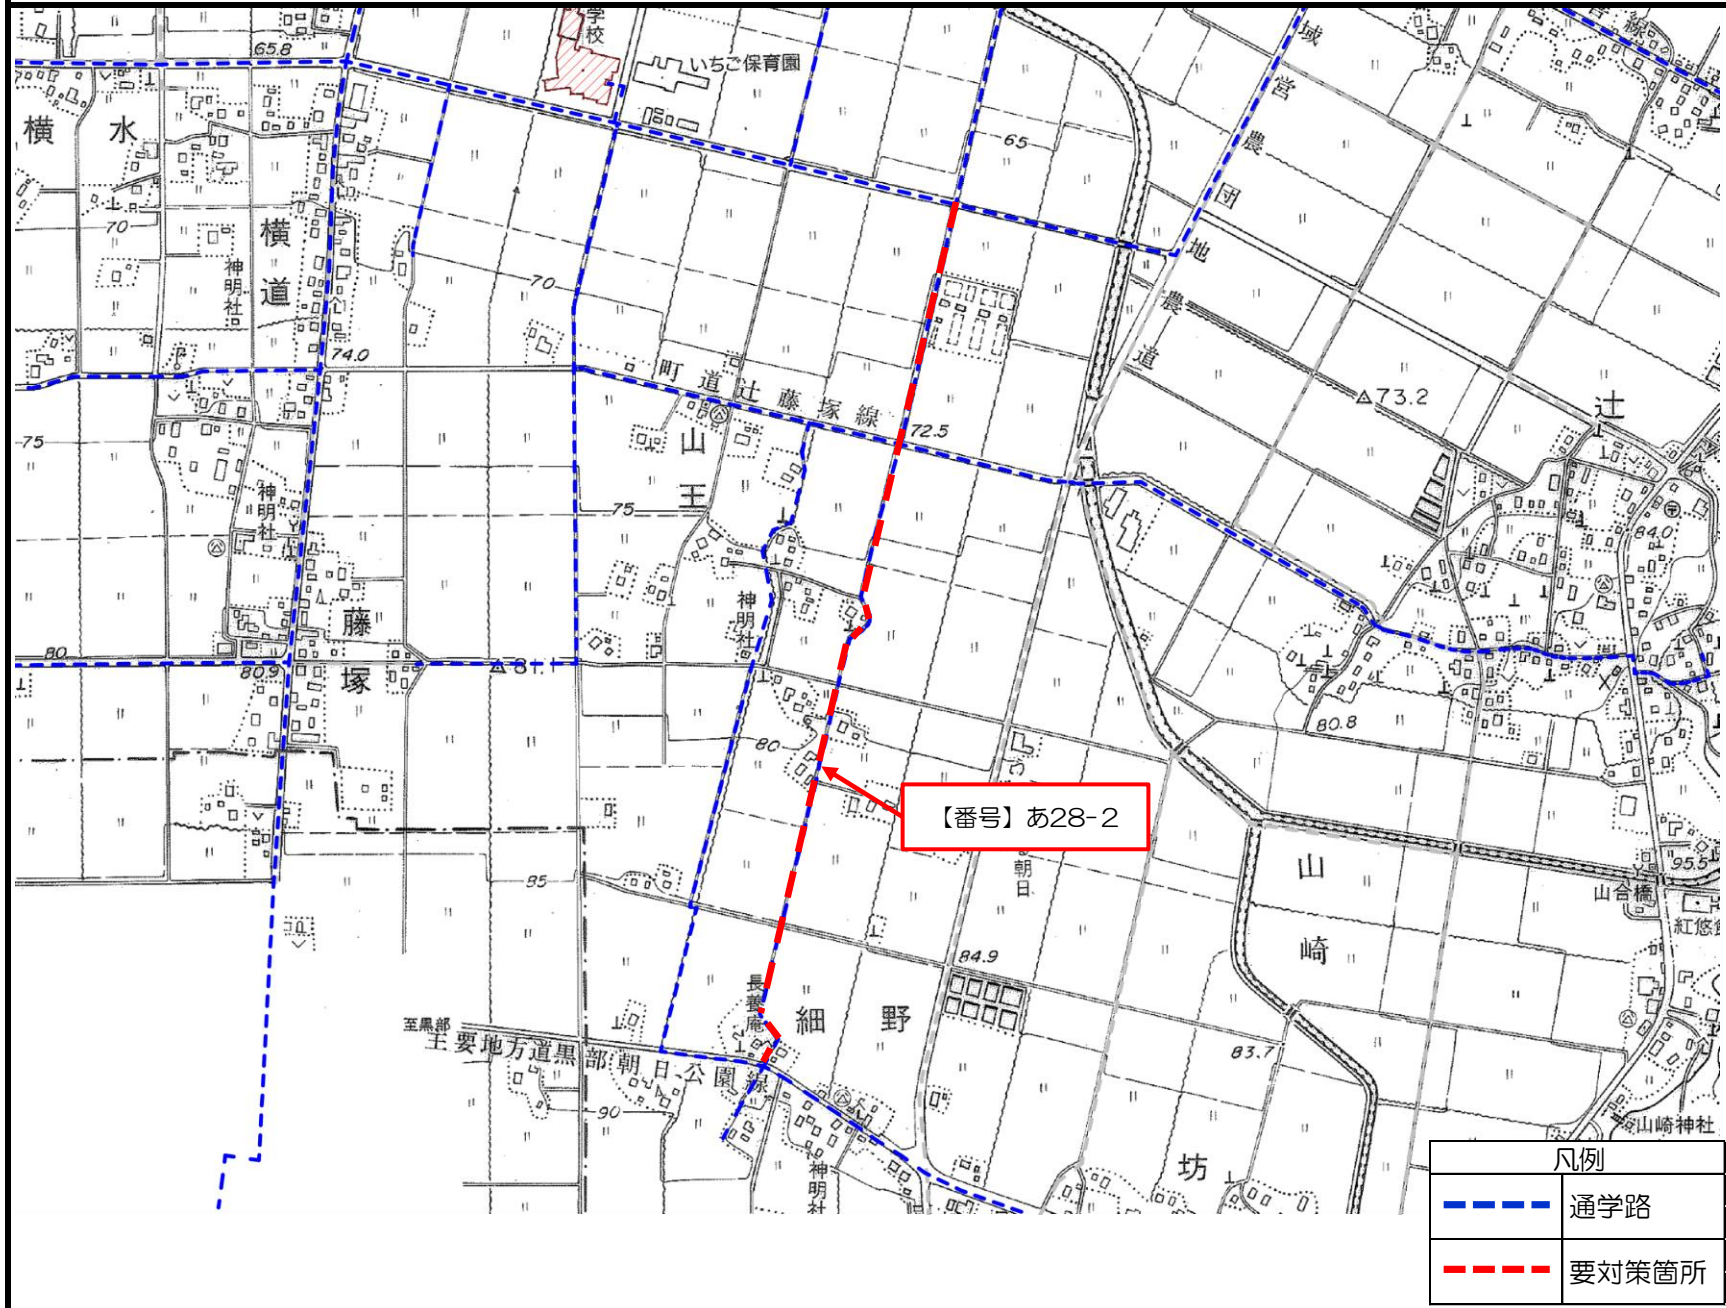 学校
いちご保育園
65.8
横水
70
横道
神明社
65
域営農団地農道
70
74.0
町道辻藤塚線
72.5
73.2
辻
75
山王
75
神明社
神明社
84.0
藤塚
80
80.9
81.1
80.8
80
【番号】あ28-2
朝日
山崎
95.5
山合橋
紅悠館
85
84.9
長養庵
細野
83.7
至黒部
主要地方道黒部朝日公園線
90
山崎神社
神明社
坊
凡例
通学路
要対策箇所